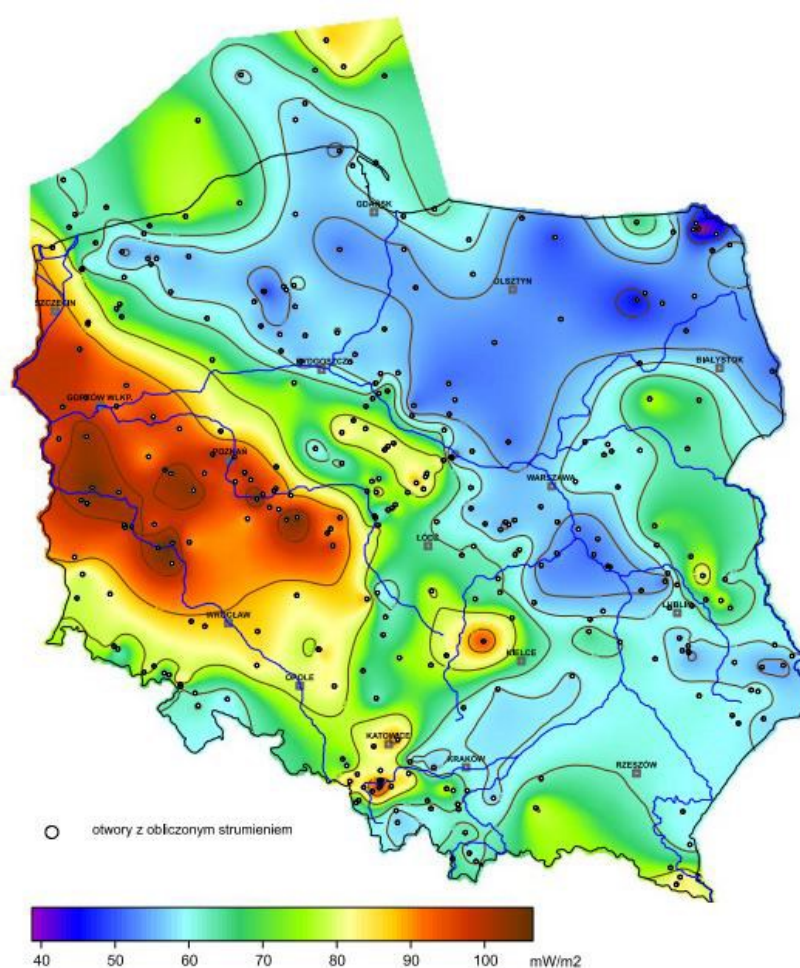 GDAŃSK
OLSZTYN
SZCZECIN
BIAŁYSTOK
BYDGOSZCZ
GORZÓW WLKP.
POZNAŃ
WARSZAWA
ŁÓDŹ
LUBLIN
WROCŁAW
KIELCE
OPOLE
KATOWICE
KRAKÓW
RZESZÓW
otwory z obliczonym strumieniem
40 50 60 70 80 90 100 mW/m2